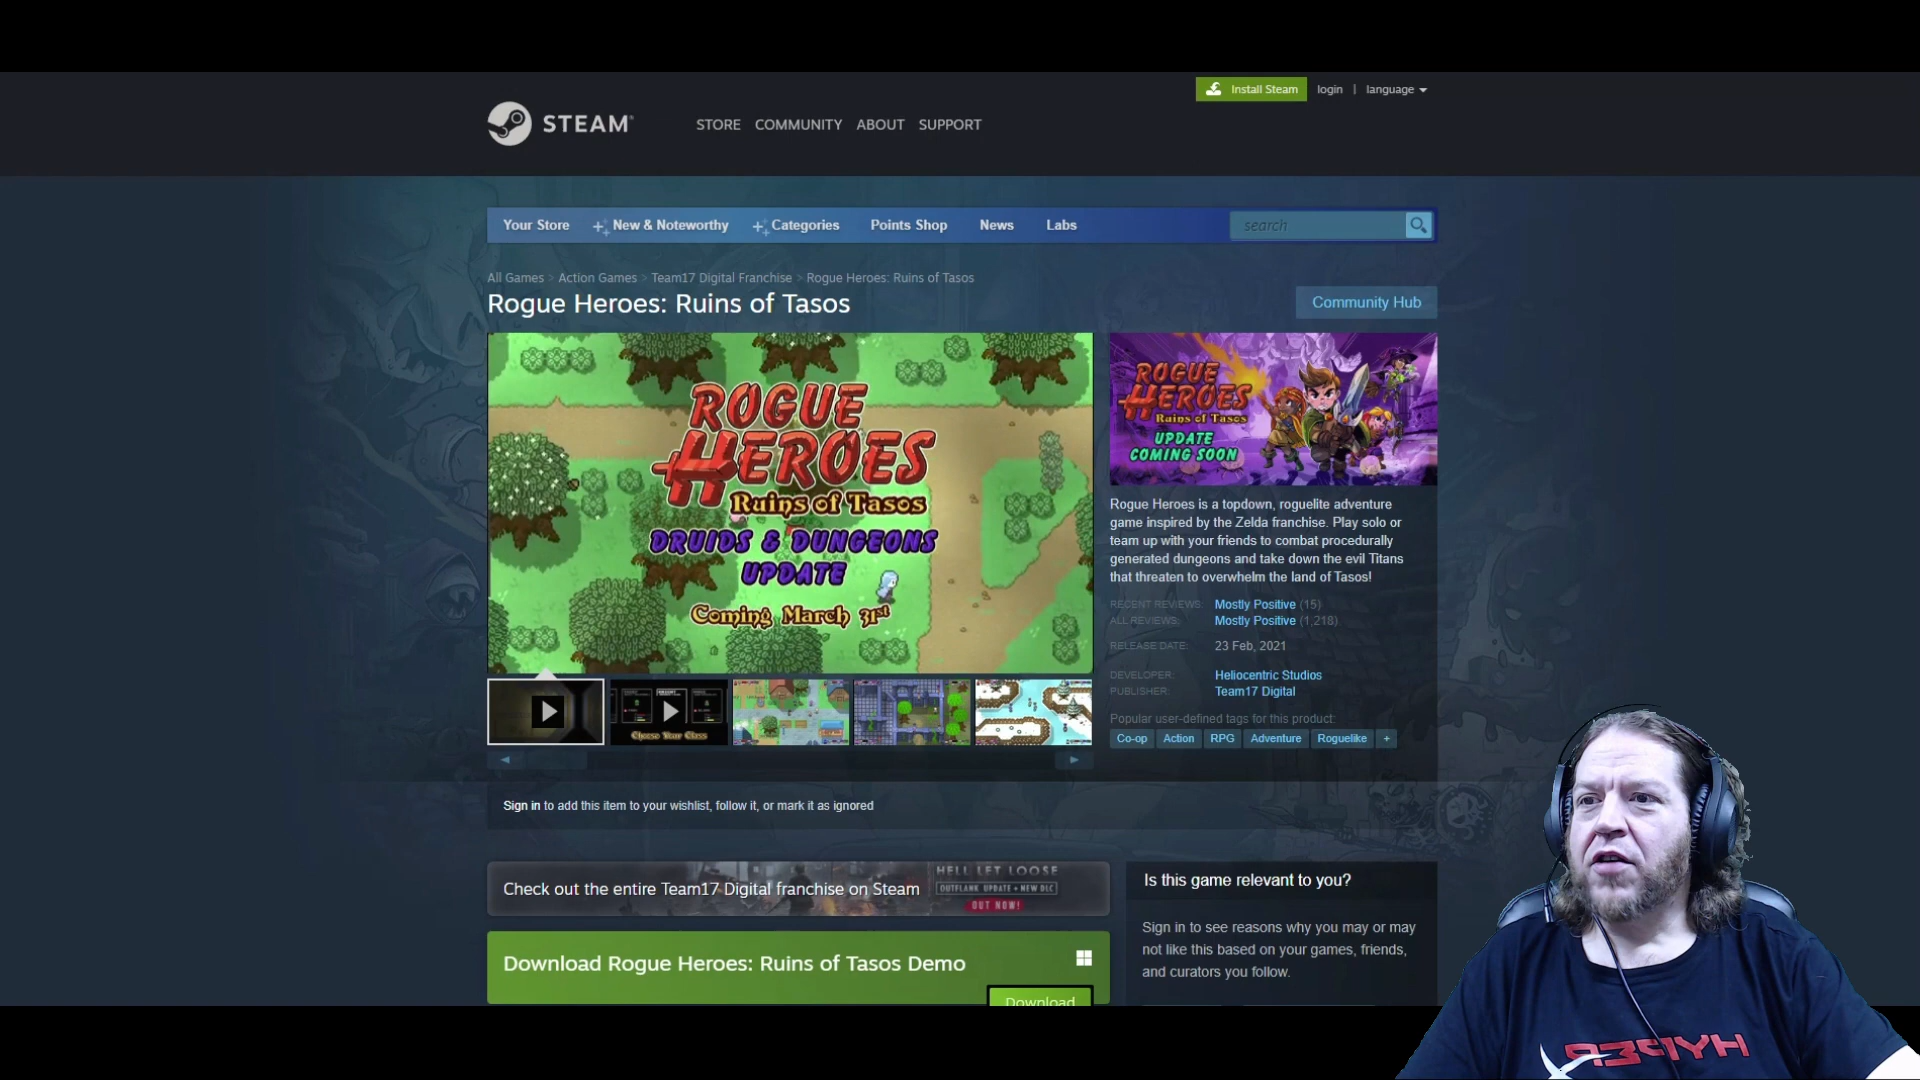 Install Steam login | language
STEAM® STORE COMMUNITY ABOUT SUPPORT
Your Store New & Noteworthy Categories Points Shop News Labs search
All Games > Action Games > Team17 Digital Franchise > Rogue Heroes: Ruins of Tasos
Rogue Heroes: Ruins of Tasos
Community Hub
ROGUE
HEROES
Ruins of Tasos
DRUIDS & DUNGEONS
UPDATE
Coming March 31st
Choose Your Class
ROGUE
HEROES
Ruins of Tasos
UPDATE
COMING SOON
Rogue Heroes is a topdown, roguelite adventure
game inspired by the Zelda franchise. Play solo or
team up with your friends to combat procedurally
generated dungeons and take down the evil Titans
that threaten to overwhelm the land of Tasos!
RECENT REVIEWS: Mostly Positive (15)
ALL REVIEWS: Mostly Positive (1,218)
RELEASE DATE: 23 Feb, 2021
DEVELOPER: Heliocentric Studios
PUBLISHER: Team17 Digital
Popular user-defined tags for this product:
Co-op Action RPG Adventure Roguelike +
Sign in to add this item to your wishlist, follow it, or mark it as ignored
Check out the entire Team17 Digital franchise on Steam
HELL LET LOOSE
OUTFLANK UPDATE + NEW DLC
OUT NOW!
Download Rogue Heroes: Ruins of Tasos Demo
Download
Is this game relevant to you?
Sign in to see reasons why you may or may
not like this based on your games, friends,
and curators you follow.
HYPERX